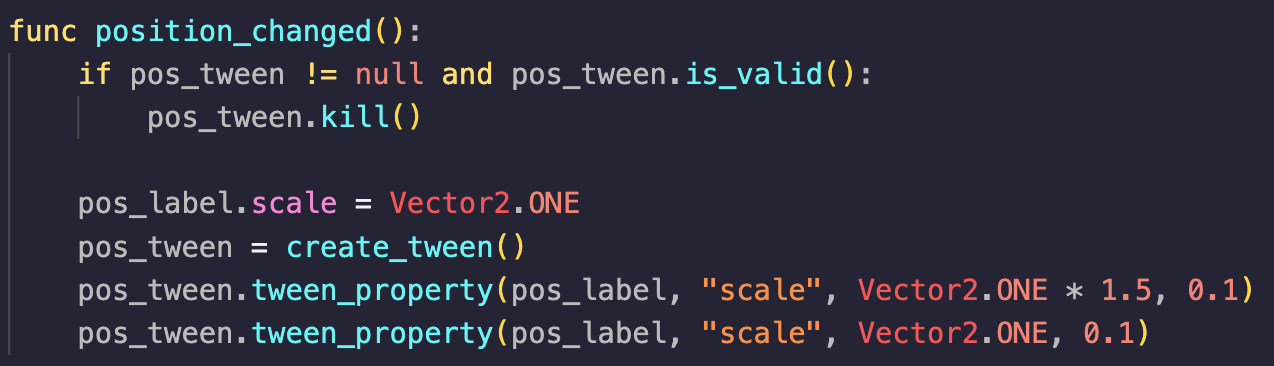 func position_changed():
    if pos_tween != null and pos_tween.is_valid():
        pos_tween.kill()

    pos_label.scale = Vector2.ONE
    pos_tween = create_tween()
    pos_tween.tween_property(pos_label, "scale", Vector2.ONE * 1.5, 0.1)
    pos_tween.tween_property(pos_label, "scale", Vector2.ONE, 0.1)